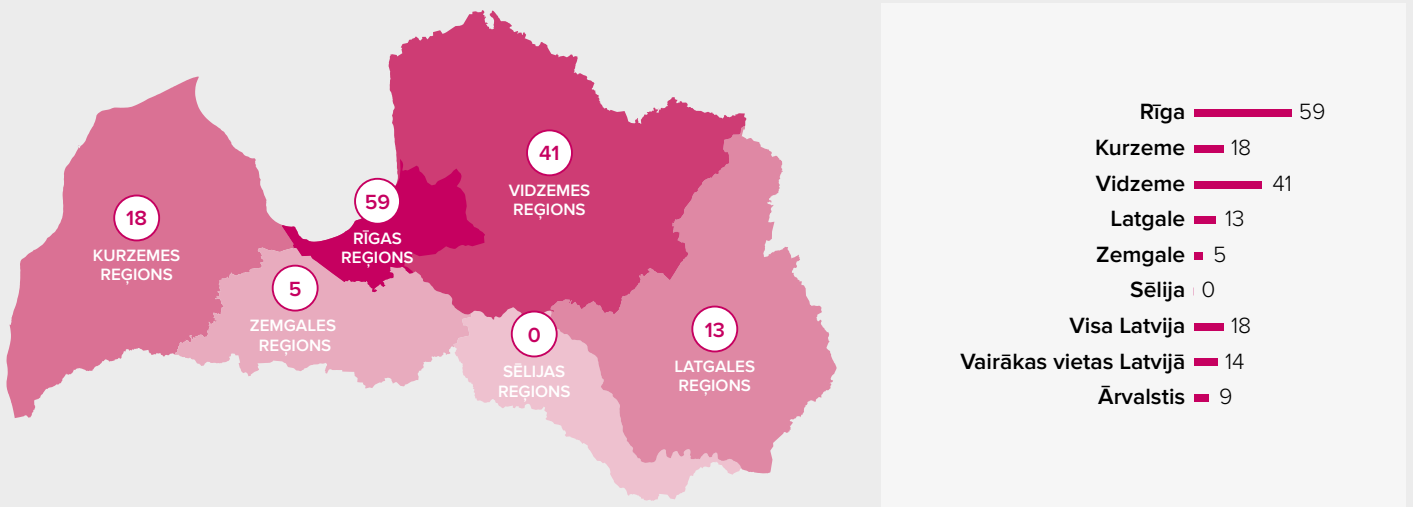 41
VIDZEMES
REĢIONS
59
RĪGAS
REĢIONS
18
KURZEMES
REĢIONS
5
ZEMGALES
REĢIONS
0
SĒLIJAS
REĢIONS
13
LATGALES
REĢIONS
Rīga 59
Kurzeme 18
Vidzeme 41
Latgale 13
Zemgale 5
Sēlija 0
Visa Latvija 18
Vairākas vietas Latvijā 14
Ārvalstis 9